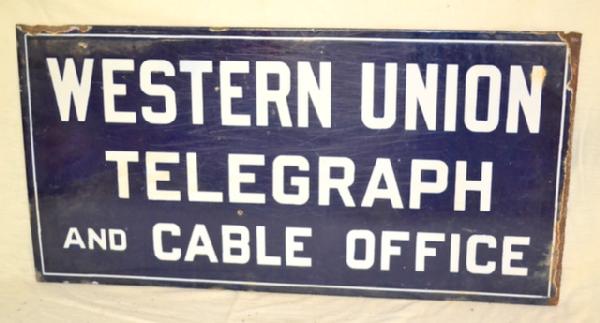 WESTERN UNION
TELEGRAPH
AND CABLE OFFICE